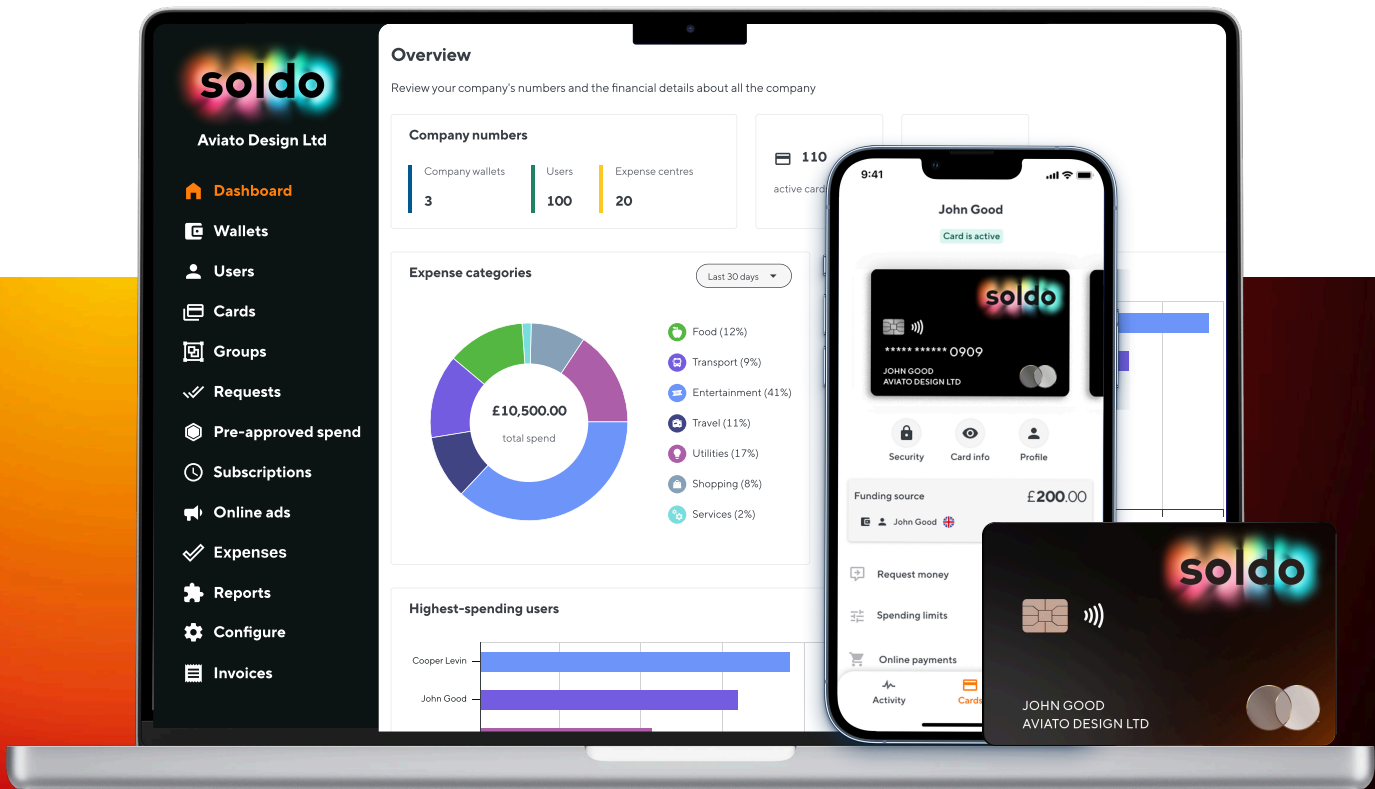 soldo
Aviato Design Ltd
Dashboard
Wallets
Users
Cards
Groups
Requests
Pre-approved spend
Subscriptions
Online ads
Expenses
Reports
Configure
Invoices
Overview
Review your company's numbers and the financial details about all the company
Company numbers
Company wallets
3
Users
100
Expense centres
20
110
active card
Expense categories
Last 30 days
£10,500.00
total spend
Food (12%)
Transport (9%)
Entertainment (41%)
Travel (11%)
Utilities (17%)
Shopping (8%)
Services (2%)
Highest-spending users
Cooper Levin
John Good
9:41
John Good
Card is active
soldo
***** ****** 0909
JOHN GOOD
AVIATO DESIGN LTD
Security
Card info
Profile
Funding source
£200.00
John Good
Request money
Spending limits
Online payments
Activity
Cards
soldo
JOHN GOOD
AVIATO DESIGN LTD